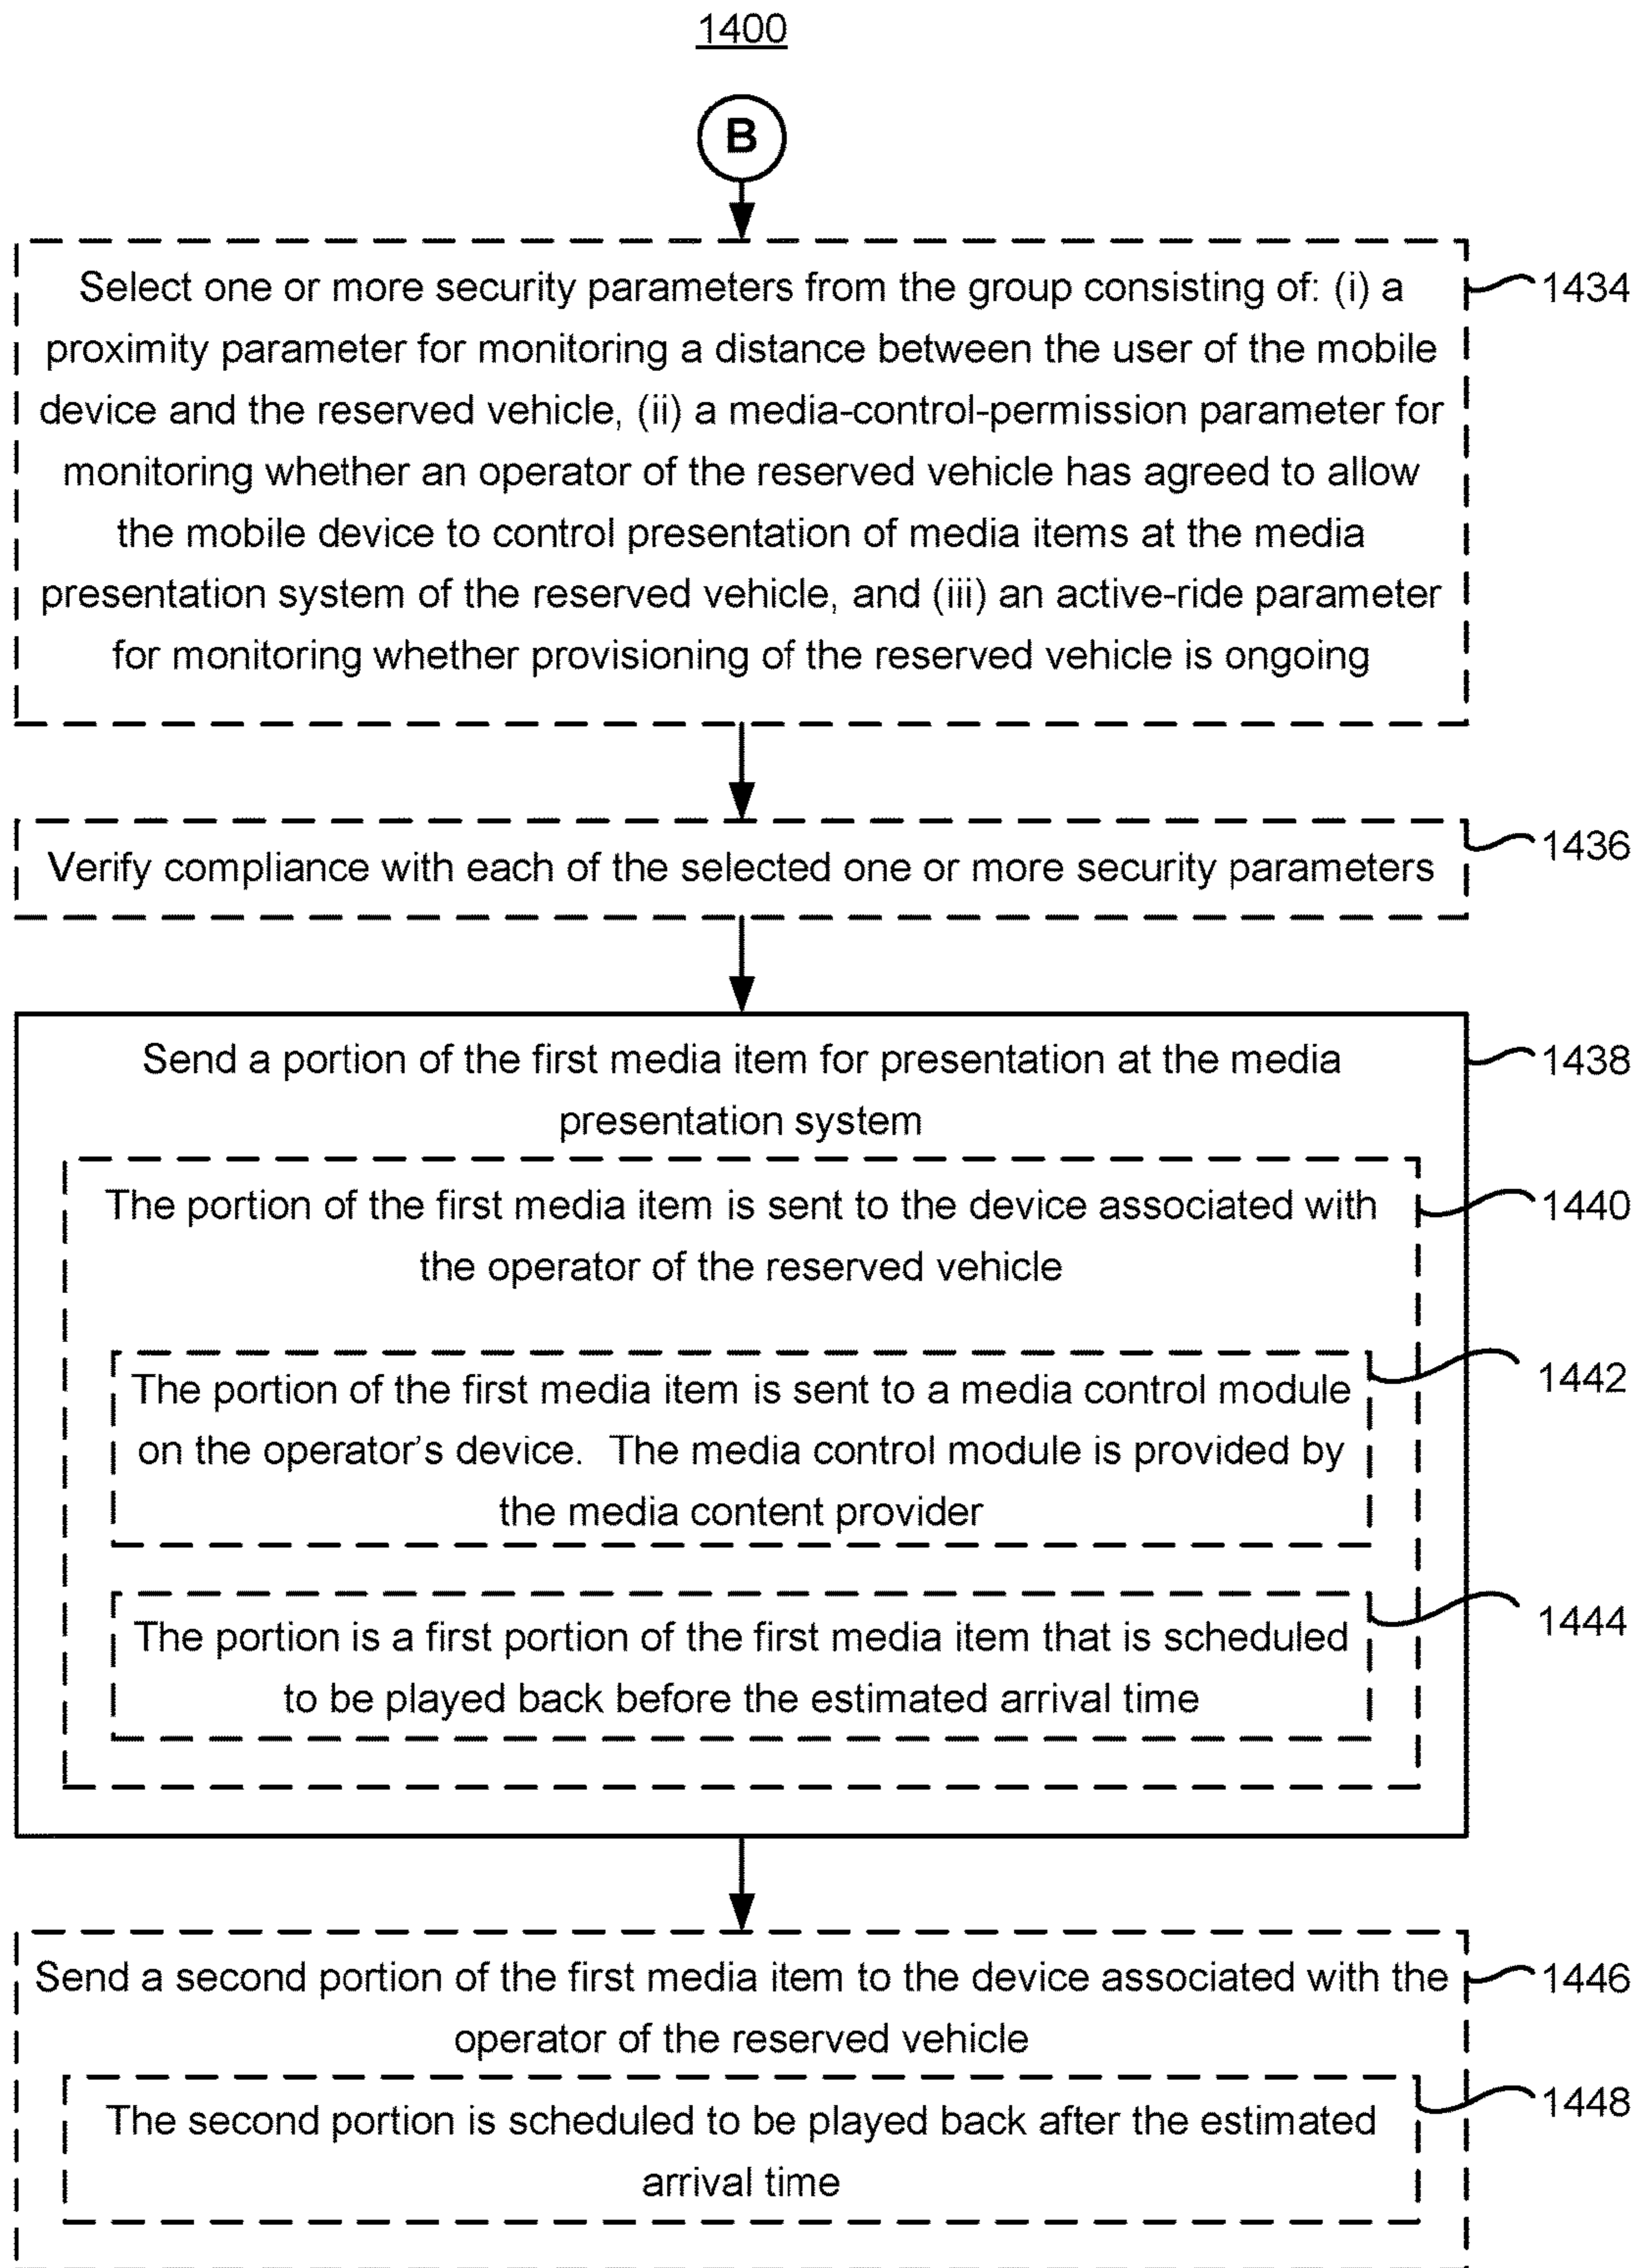 1400
B
Select one or more security parameters from the group consisting of: (i) a
proximity parameter for monitoring a distance between the user of the mobile
device and the reserved vehicle, (ii) a media-control-permission parameter for
monitoring whether an operator of the reserved vehicle has agreed to allow
the mobile device to control presentation of media items at the media
presentation system of the reserved vehicle, and (iii) an active-ride parameter
for monitoring whether provisioning of the reserved vehicle is ongoing
1434
Verify compliance with each of the selected one or more security parameters
1436
Send a portion of the first media item for presentation at the media
presentation system
1438
The portion of the first media item is sent to the device associated with
the operator of the reserved vehicle
1440
The portion of the first media item is sent to a media control module
on the operator's device.  The media control module is provided by
the media content provider
1442
The portion is a first portion of the first media item that is scheduled
to be played back before the estimated arrival time
1444
Send a second portion of the first media item to the device associated with the
operator of the reserved vehicle
1446
The second portion is scheduled to be played back after the estimated
arrival time
1448